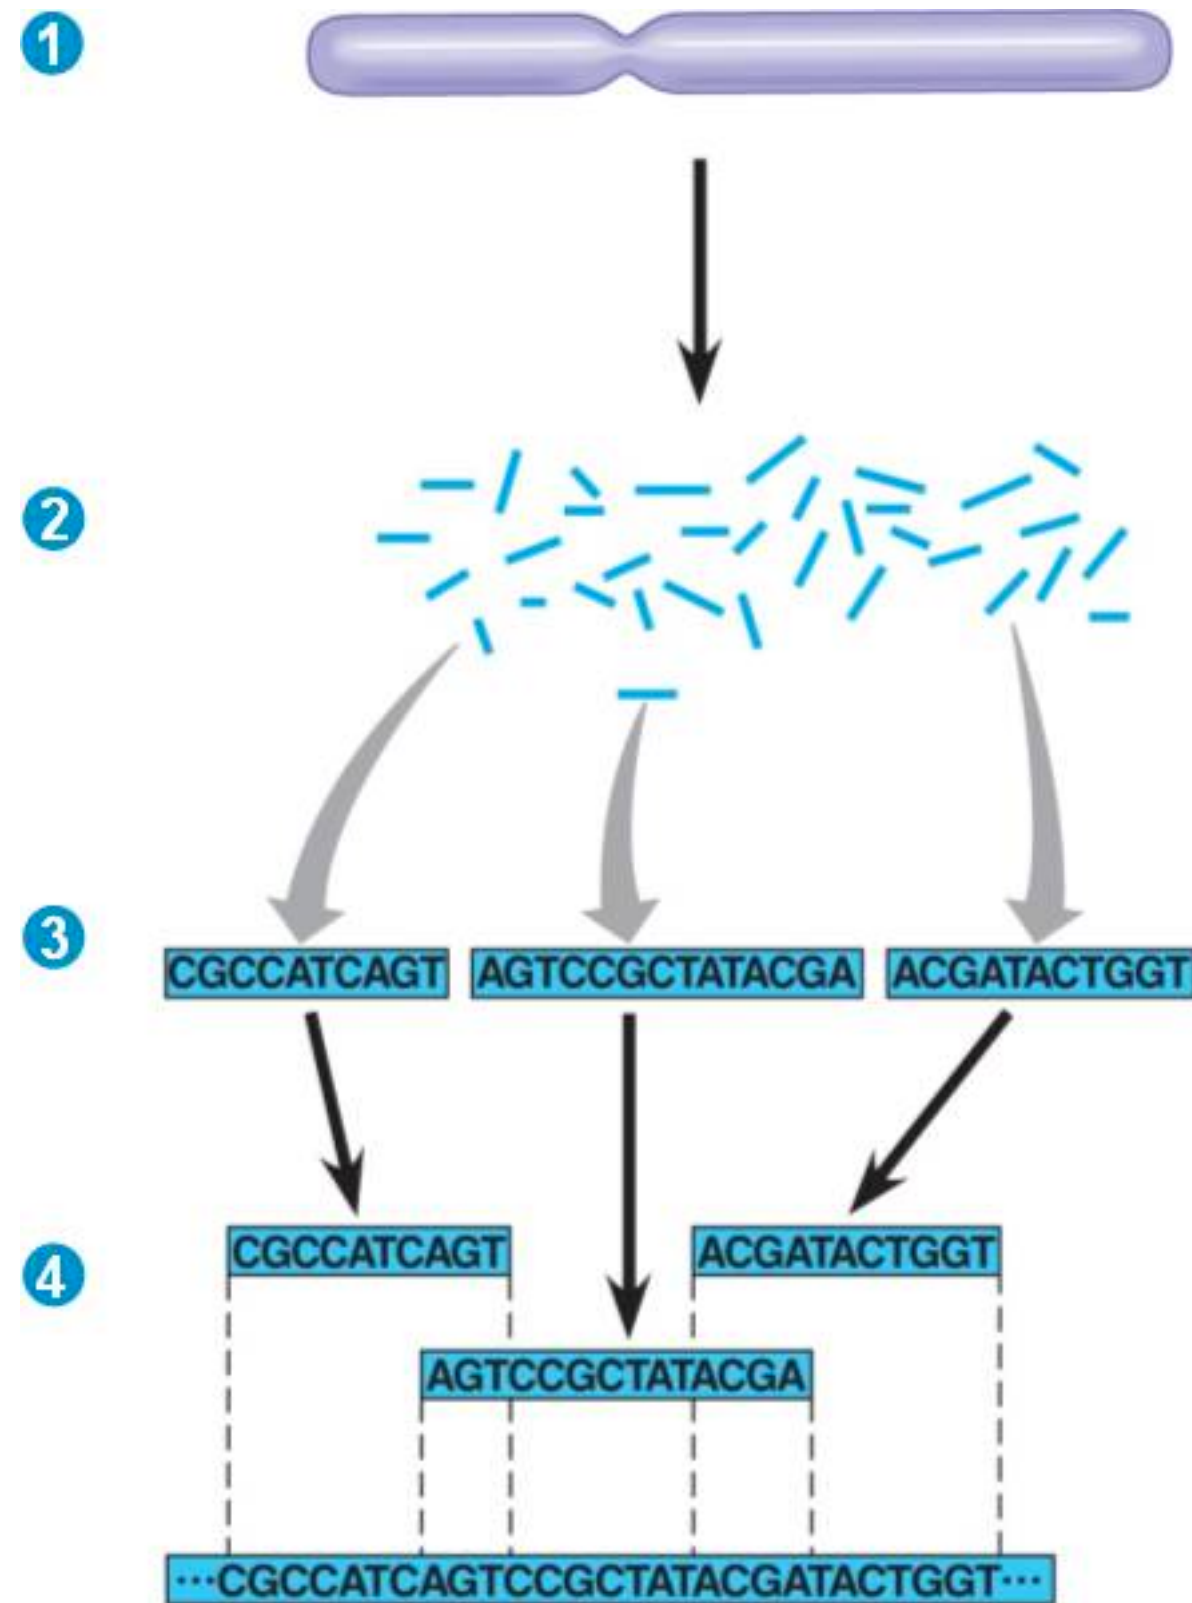 1
2
3
CGCCATCAGT AGTCCGCTATACGA ACGATACTGGT
4
CGCCATCAGT ACGATACTGGT
AGTCCGCTATACGA
···CGCCATCAGTCCGCTATACGATACTGGT···